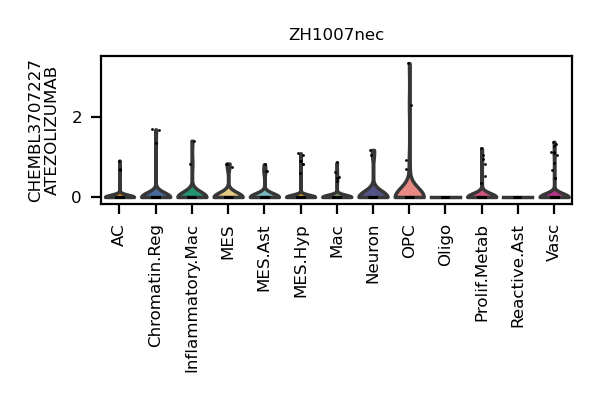 ZH1007nec
CHEMBL3707227
ATEZOLIZUMAB
2
0
AC
Chromatin.Reg
Inflammatory.Mac
MES
MES.Ast
MES.Hyp
Mac
Neuron
OPC
Oligo
Prolif.Metab
Reactive.Ast
Vasc